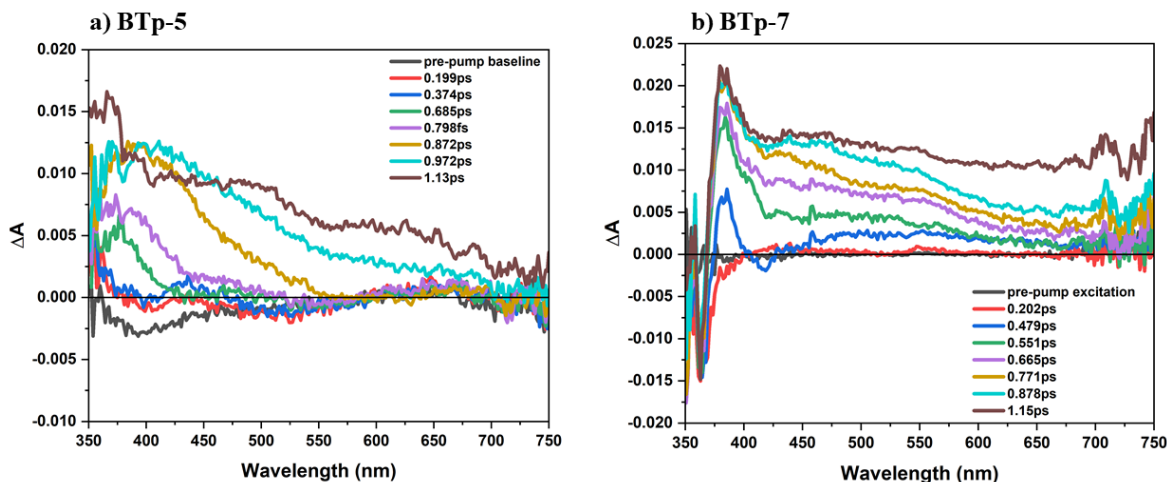 a) BTp-5
0.020
0.015
0.010
0.005
0.000
-0.005
-0.010
ΔA
350 400 450 500 550 600 650 700 750
Wavelength (nm)
pre-pump baseline
0.199ps
0.374ps
0.685ps
0.798fs
0.872ps
0.972ps
1.13ps
b) BTp-7
0.025
0.020
0.015
0.010
0.005
0.000
-0.005
-0.010
-0.015
-0.020
ΔA
350 400 450 500 550 600 650 700 750
Wavelength (nm)
pre-pump excitation
0.202ps
0.479ps
0.551ps
0.665ps
0.771ps
0.878ps
1.15ps